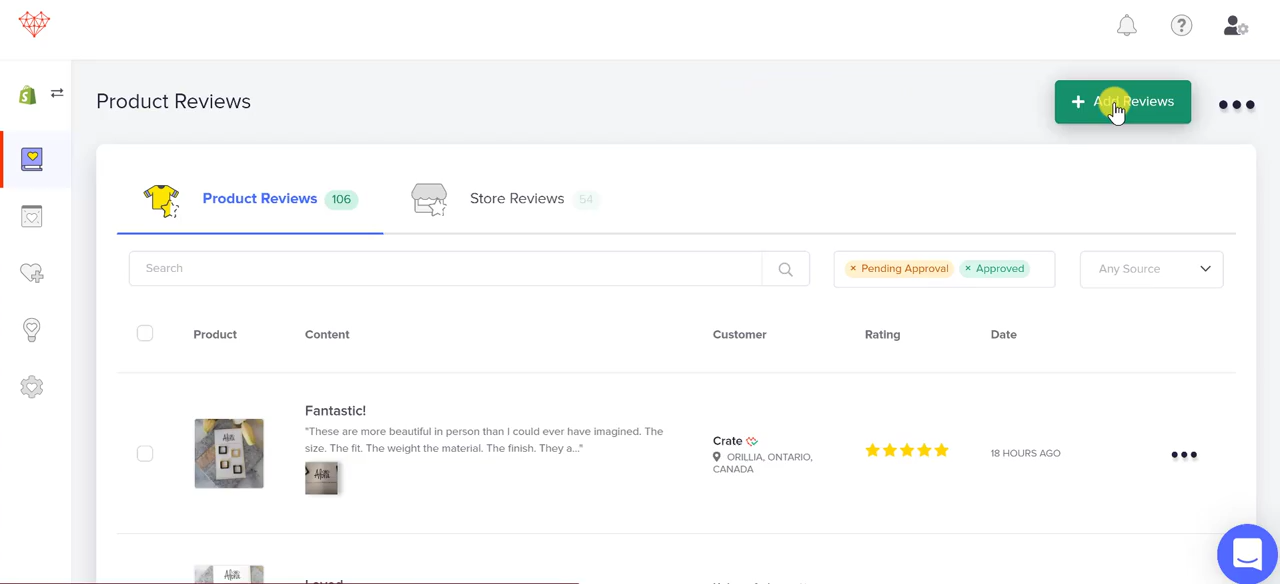 Product Reviews
+ Add Reviews
Product Reviews 106
Store Reviews 54
Search
× Pending Approval × Approved
Any Source
Product Content Customer Rating Date
Fantastic!
"These are more beautiful in person than I could ever have imagined. The
size. The fit. The weight the material. The finish. They a..."
Crate
ORILLIA, ONTARIO,
CANADA
18 HOURS AGO